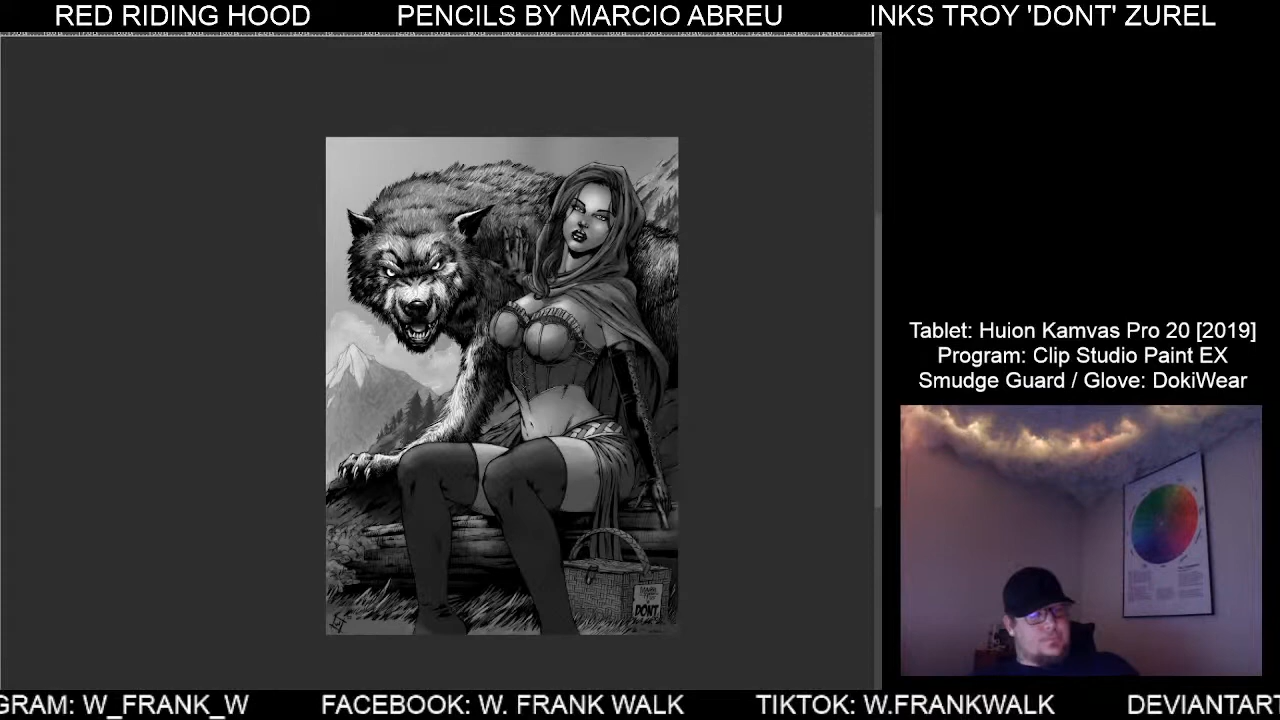 RED RIDING HOOD
PENCILS BY MARCIO ABREU
INKS TROY 'DONT' ZUREL
Tablet: Huion Kamvas Pro 20 [2019]
Program: Clip Studio Paint EX
Smudge Guard / Glove: DokiWear
DONT
GRAM: W_FRANK_W
FACEBOOK: W. FRANK WALK
TIKTOK: W.FRANKWALK
DEVIANTART